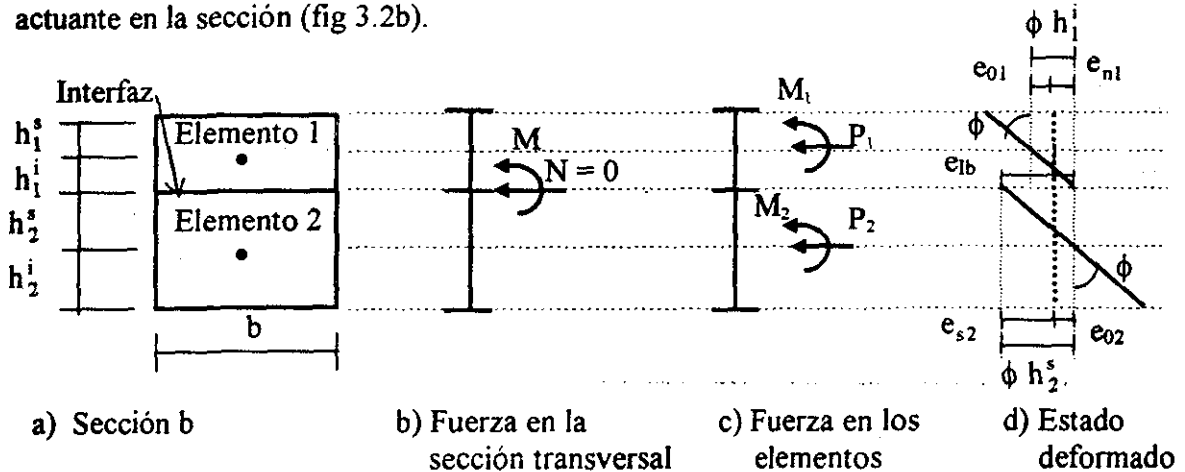 actuante en la sección (fig 3.2b).
ϕ h₁ⁱ
e₀₁ eₙ₁
Interfaz
h₁ˢ
Elemento 1
M
N = 0
M₁
P₁
ϕ
h₁ⁱ
e_lb
h₂ˢ
Elemento 2
M₂
P₂
h₂ⁱ
ϕ
b
e_s2 e₀₂
ϕ h₂ˢ
a) Sección b b) Fuerza en la c) Fuerza en los d) Estado
sección transversal elementos deformado